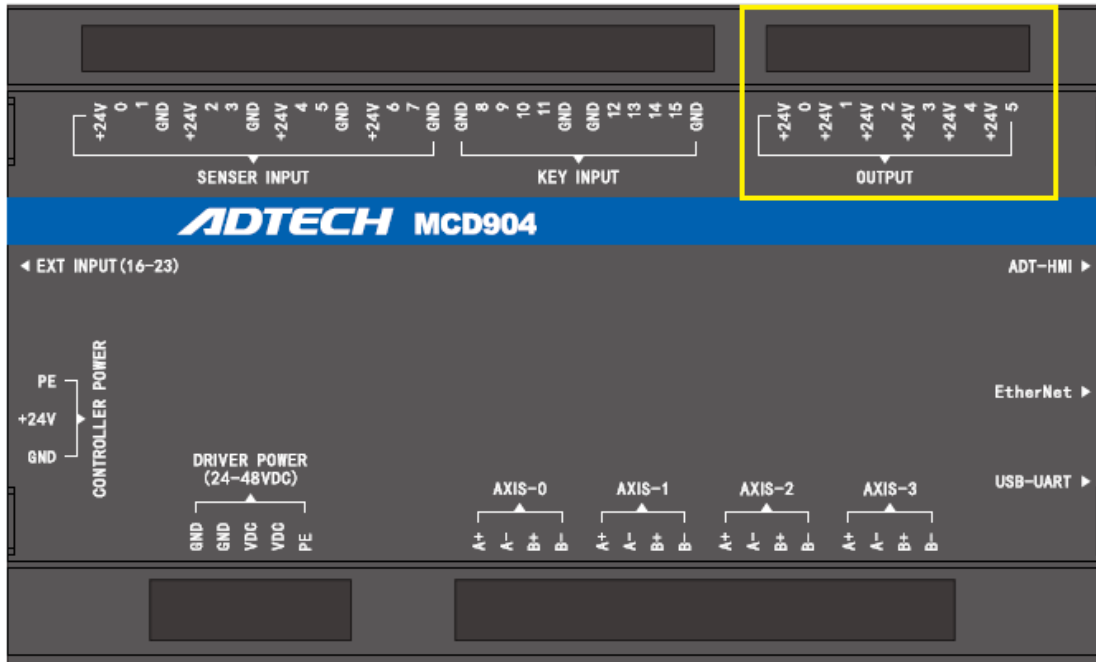 +24V 0 1 GND +24V 2 3 GND +24V 4 5 GND +24V 6 7 GND
GND 8 9 10 11 GND GND 12 13 14 15 GND
+24V 0 +24V 1 +24V 2 +24V 3 +24V 4 +24V 5
SENSER INPUT
KEY INPUT
OUTPUT
ADTECH MCD904
EXT INPUT(16-23)
ADT-HMI
PE
+24V
GND
CONTROLLER POWER
EtherNet
USB-UART
DRIVER POWER
(24-48VDC)
GND GND VDC VDC PE
AXIS-0
AXIS-1
AXIS-2
AXIS-3
A+ A- B+ B-
A+ A- B+ B-
A+ A- B+ B-
A+ A- B+ B-